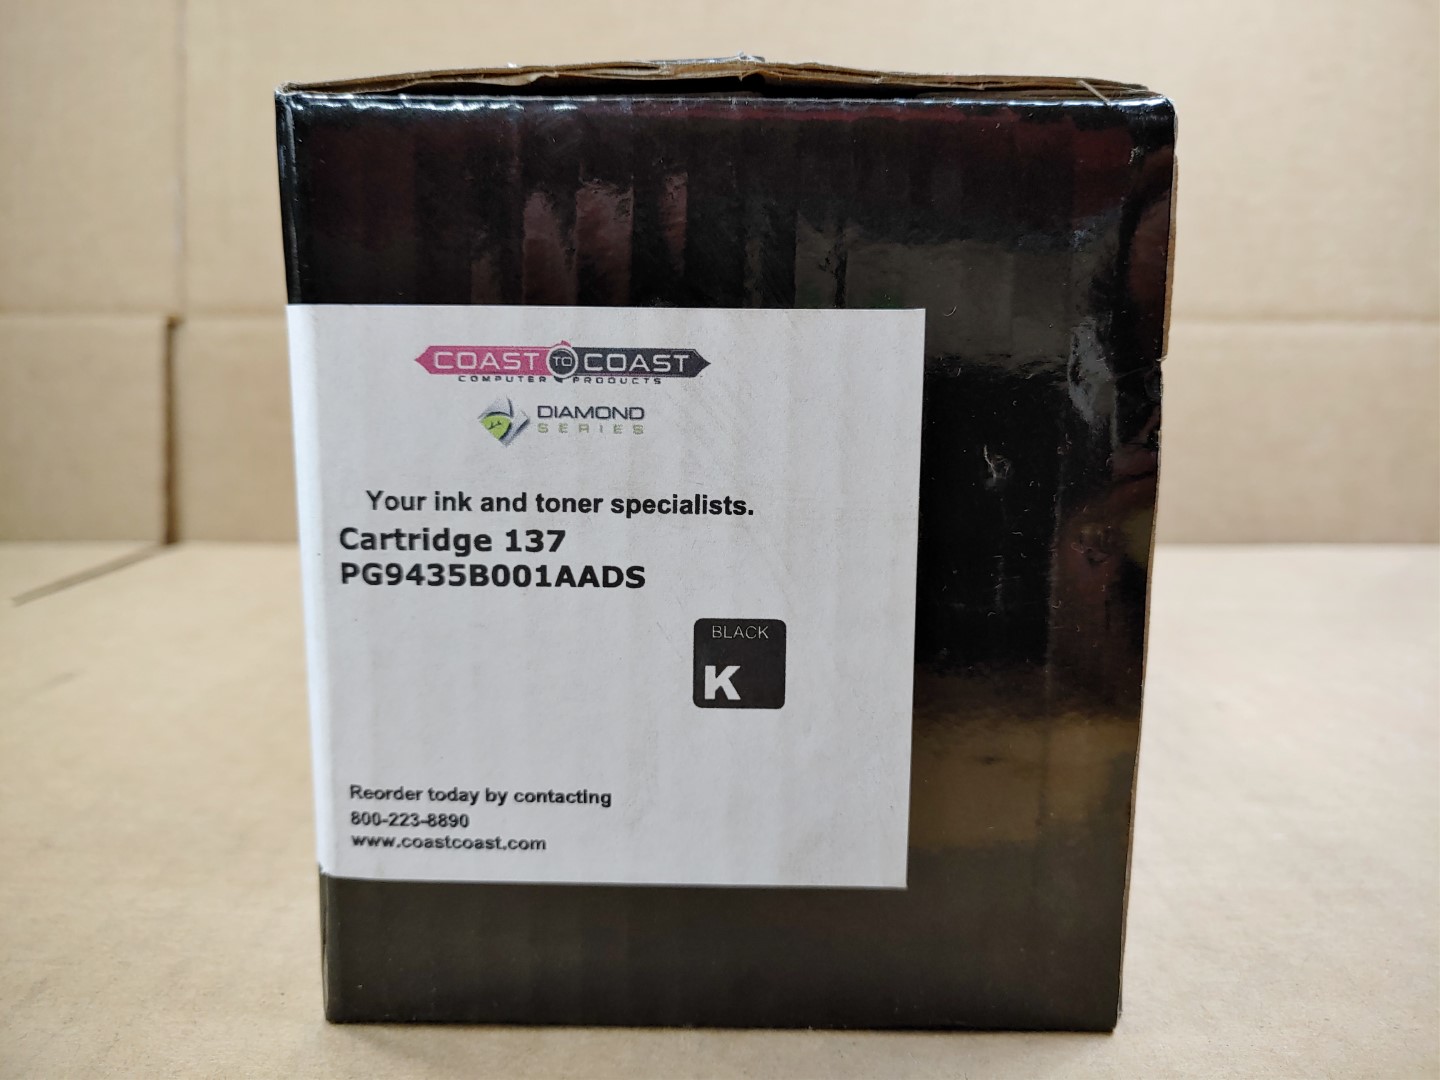 COAST TO COAST
COMPUTER PRODUCTS
DIAMOND
SERIES
Your ink and toner specialists.
Cartridge 137
PG9435B001AADS
BLACK
K
Reorder today by contacting
800-223-8890
www.coastcoast.com